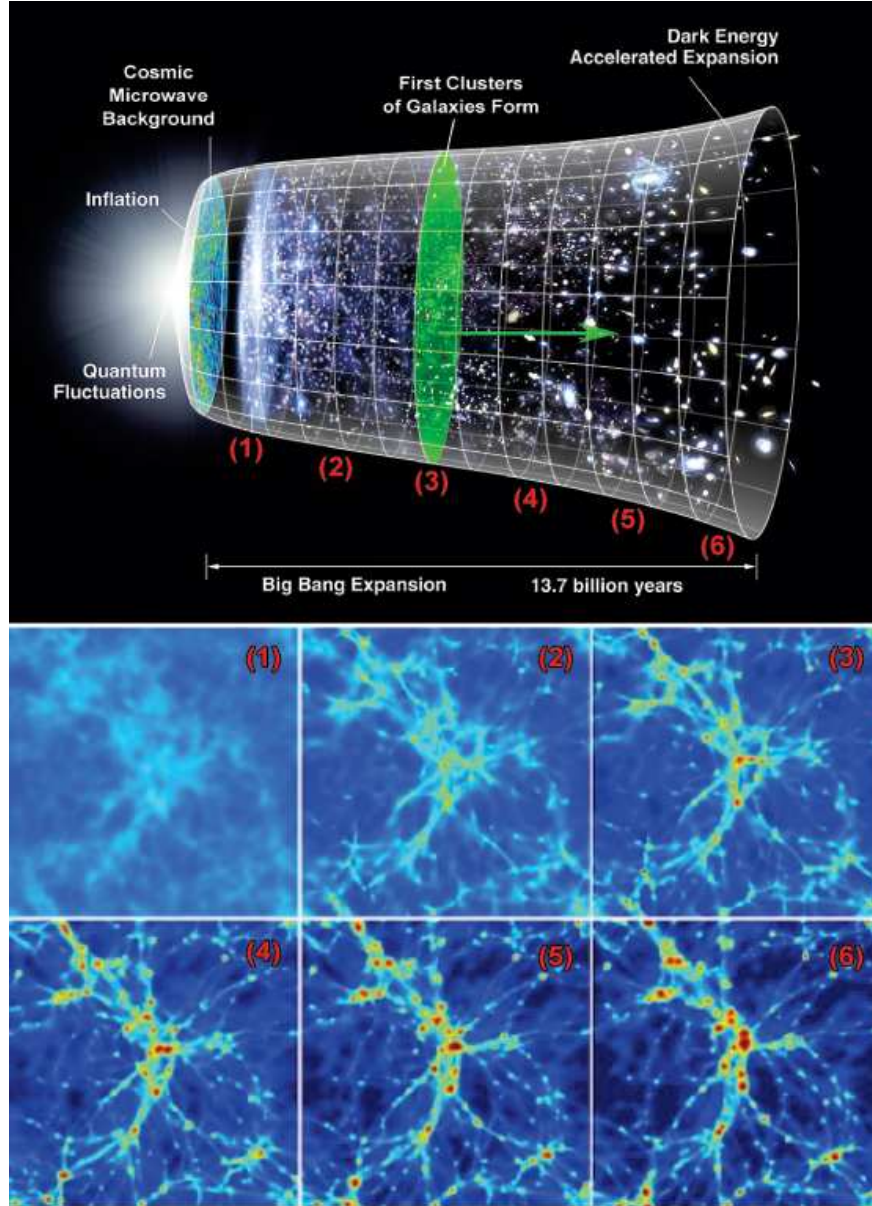 Dark Energy
Accelerated Expansion
Cosmic
Microwave
Background
First Clusters
of Galaxies Form
Inflation
Quantum
Fluctuations
(1)
(2)
(3)
(4)
(5)
(6)
Big Bang Expansion
13.7 billion years
(1)
(2)
(3)
(4)
(5)
(6)